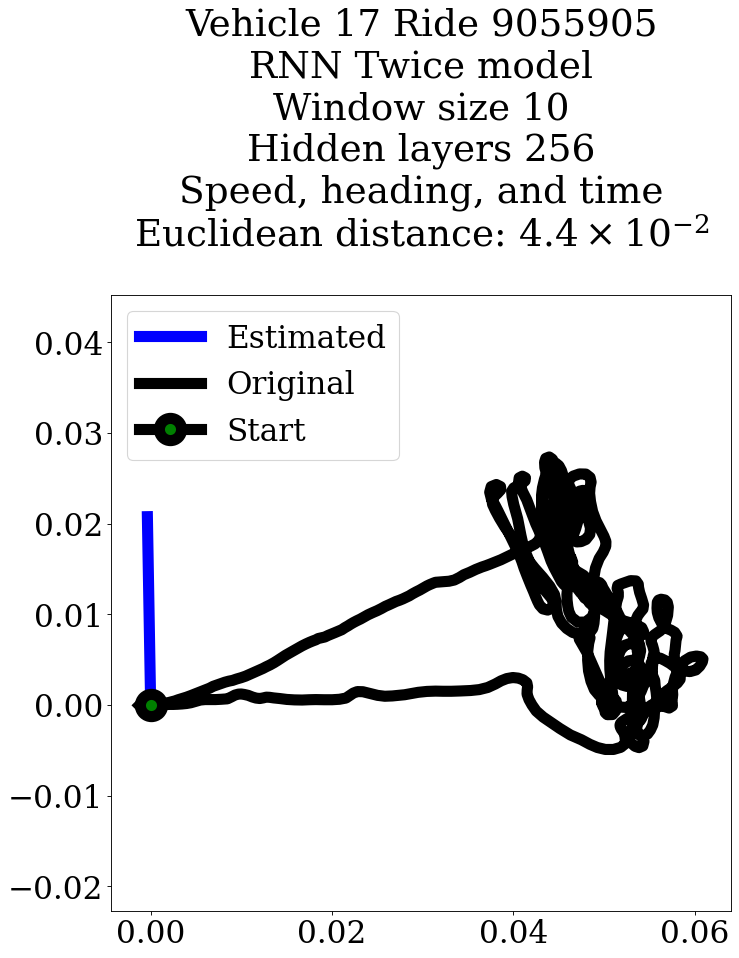 Vehicle 17 Ride 9055905
RNN Twice model
Window size 10
Hidden layers 256
Speed, heading, and time
Euclidean distance: 4.4 × 10⁻²
Estimated
Original
Start
0.04
0.03
0.02
0.01
0.00
−0.01
−0.02
0.00 0.02 0.04 0.06